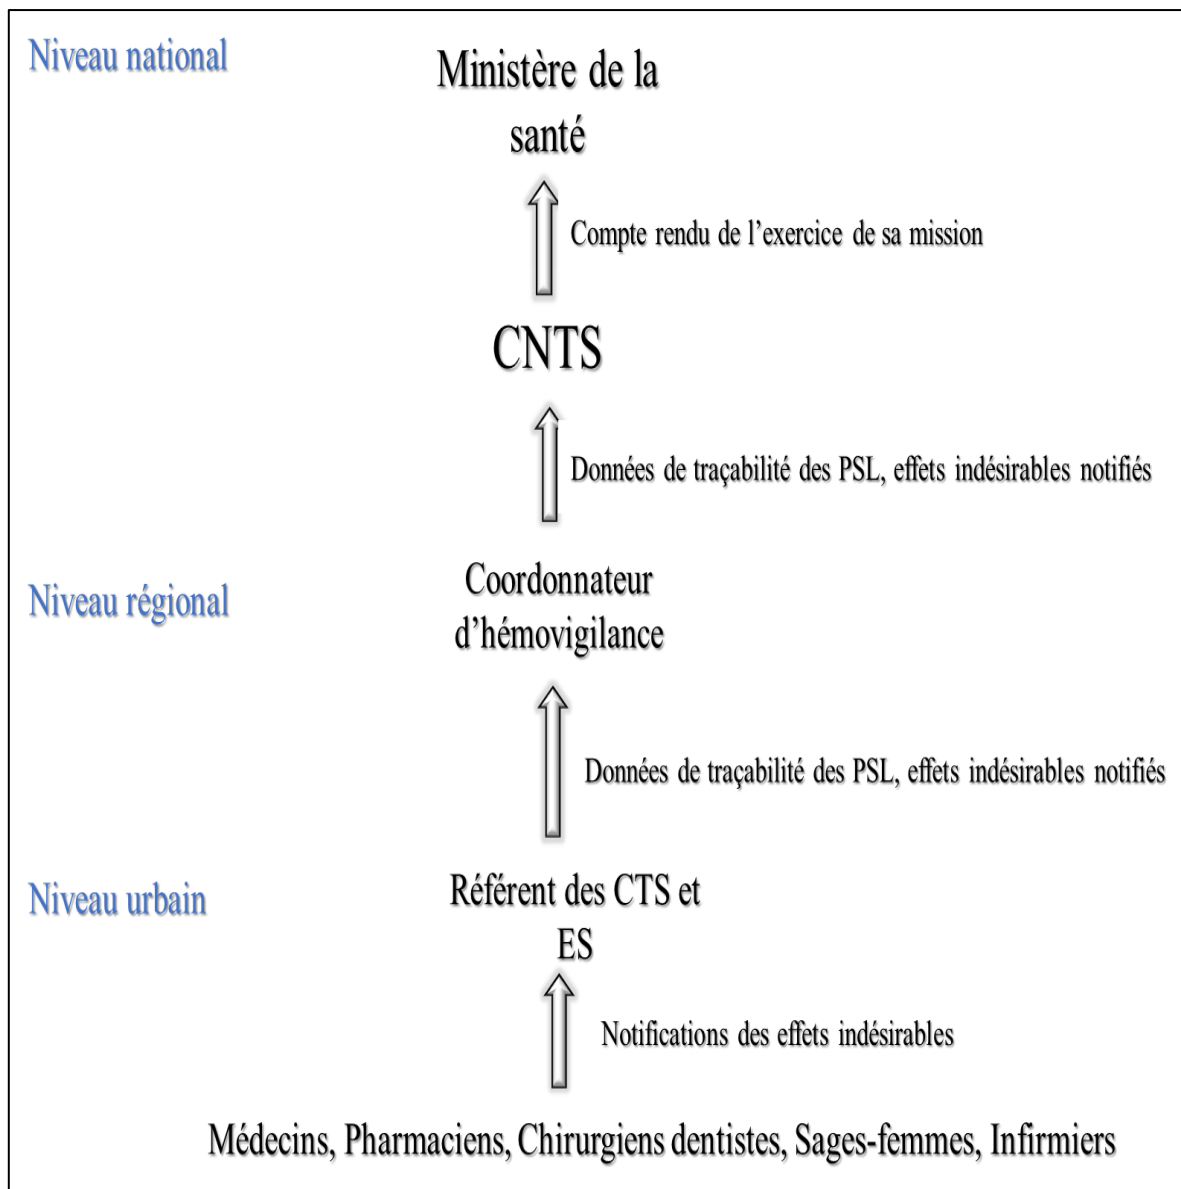 Niveau national
Ministère de la
santé
Compte rendu de l’exercice de sa mission
CNTS
Données de traçabilité des PSL, effets indésirables notifiés
Niveau régional
Coordonnateur
d’hémovigilance
Données de traçabilité des PSL, effets indésirables notifiés
Niveau urbain
Référent des CTS et
ES
Notifications des effets indésirables
Médecins, Pharmaciens, Chirurgiens dentistes, Sages-femmes, Infirmiers